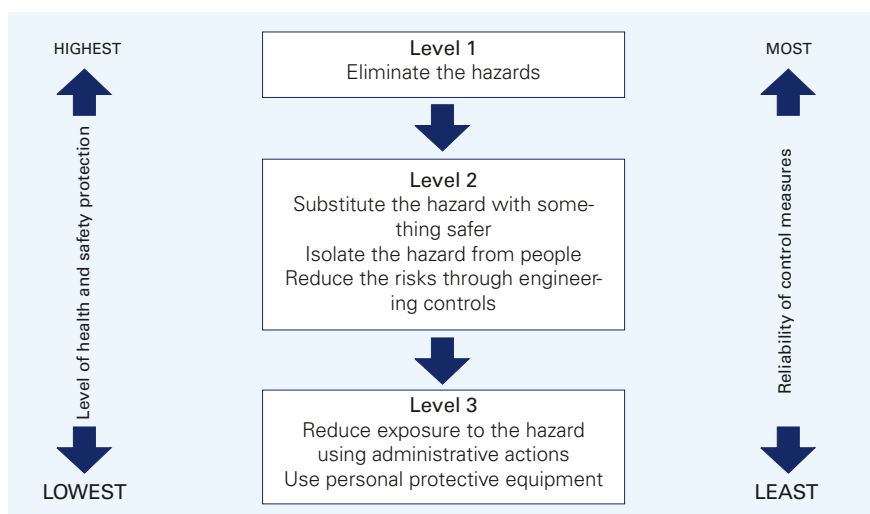 HIGHEST
Level 1
Eliminate the hazards
MOST
Level of health and safety protection
Level 2
Substitute the hazard with some-
thing safer
Isolate the hazard from people
Reduce the risks through engineer-
ing controls
Reliability of control measures
Level 3
Reduce exposure to the hazard
using administrative actions
Use personal protective equipment
LOWEST
LEAST